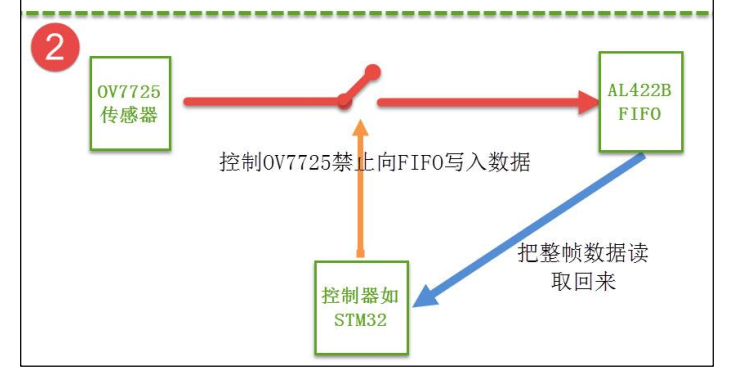 2
OV7725
传感器
AL422B
FIFO
控制OV7725禁止向FIFO写入数据
把整帧数据读
取回来
控制器如
STM32